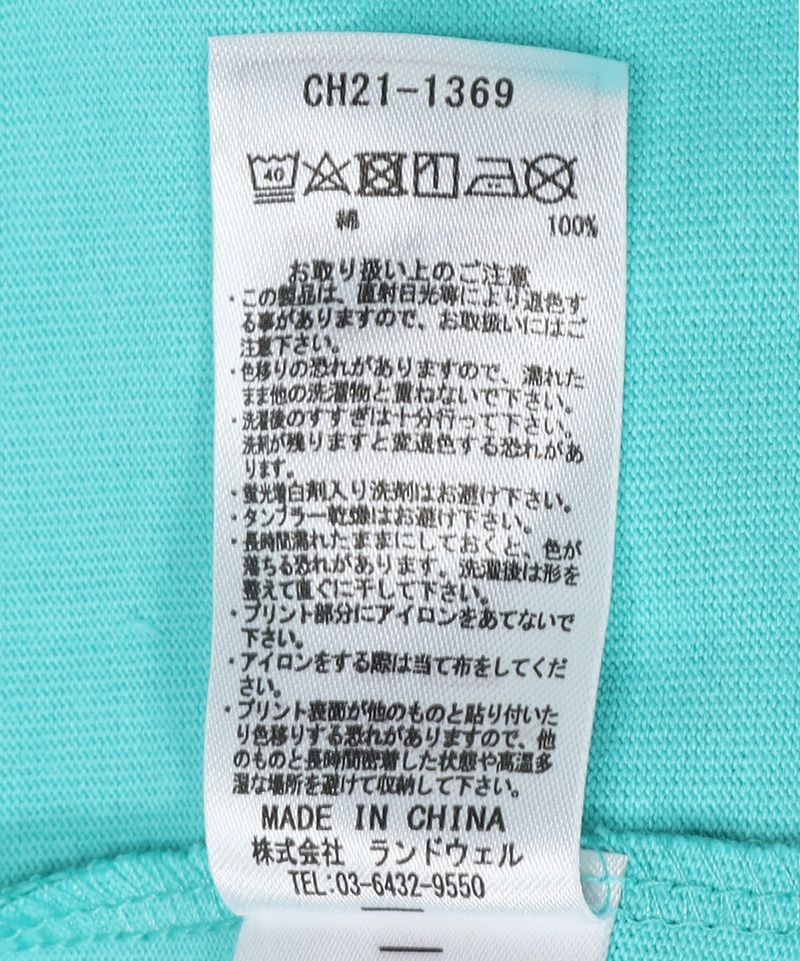 CH21-1369
40
綿 100%
お取り扱い上のご注意
・この製品は、直射日光等により退色す
る事がありますので、お取扱いにはご
注意下さい。
・色移りの恐れがありますので、濡れた
まま他の洗濯物と重ねないで下さい。
・洗濯後のすすぎは十分行って下さい。
洗剤が残りますと変退色する恐れがあ
ります。
・蛍光増白剤入り洗剤はお避け下さい。
・タンブラー乾燥はお避け下さい。
・長時間濡れたままにしておくと、色が
落ちる恐れがあります。洗濯後は形を
整えて直ぐに干して下さい。
・プリント部分にアイロンをあてないで
下さい。
・アイロンをする際は当て布をしてくだ
さい。
・プリント表面が他のものと貼り付いた
り色移りする恐れがありますので、他
のものと長時間密着した状態や高温多
湿な場所を避けて収納して下さい。
MADE IN CHINA
株式会社 ランドウェル
TEL:03-6432-9550